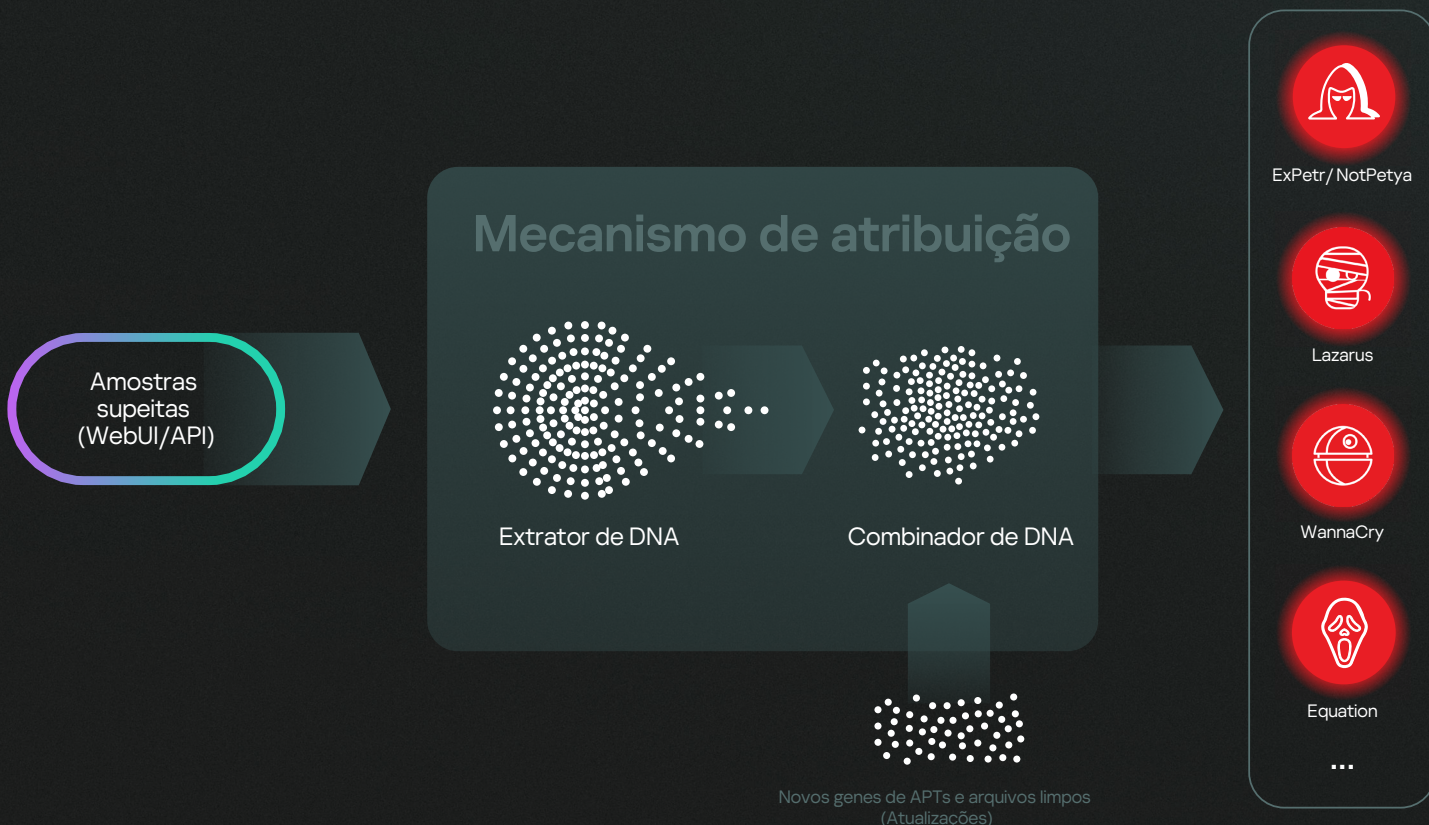 Mecanismo de atribuição
Amostras
supeitas
(WebUI/API)
Extrator de DNA
Combinador de DNA
Novos genes de APTs e arquivos limpos
(Atualizações)
ExPetr/ NotPetya
Lazarus
WannaCry
Equation
...